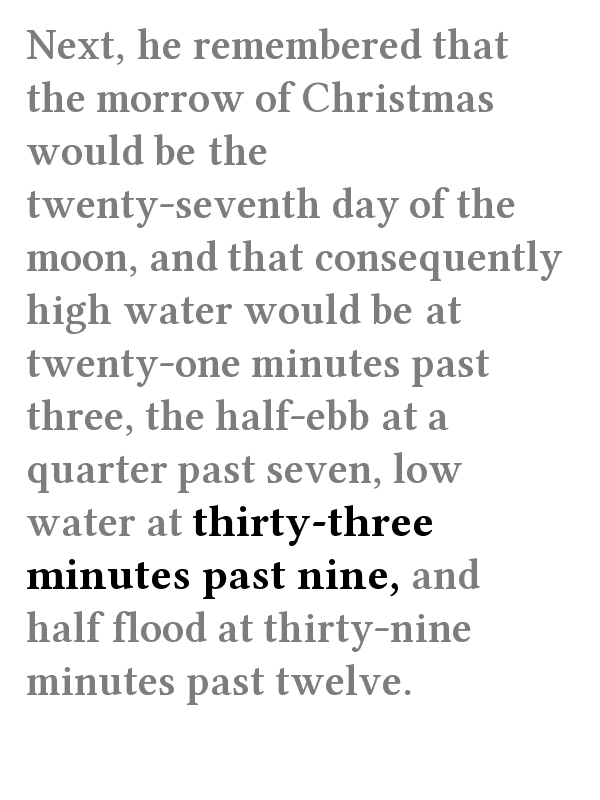 Next, he remembered that
the morrow of Christmas
would be the
twenty-seventh day of the
moon, and that consequently
high water would be at
twenty-one minutes past
three, the half-ebb at a
quarter past seven, low
water at thirty-three
minutes past nine, and
half flood at thirty-nine
minutes past twelve.